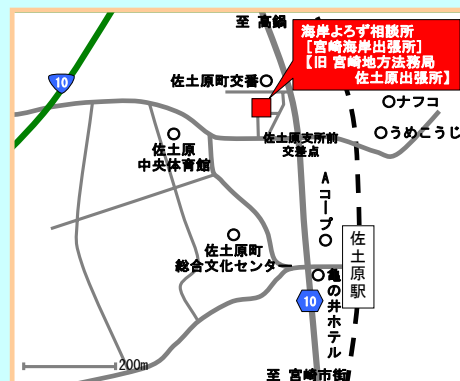 至 高鍋
海岸よろず相談所
［宮崎海岸出張所］
【旧 宮崎地方法務局
佐土原出張所】
10
佐土原町交番
ナフコ
うめこうじ
佐土原
中央体育館
佐土原支所前
交差点
Aコープ
佐土原町
総合文化センター
佐土原駅
亀の井ホテル
10
200m
至 宮崎市街